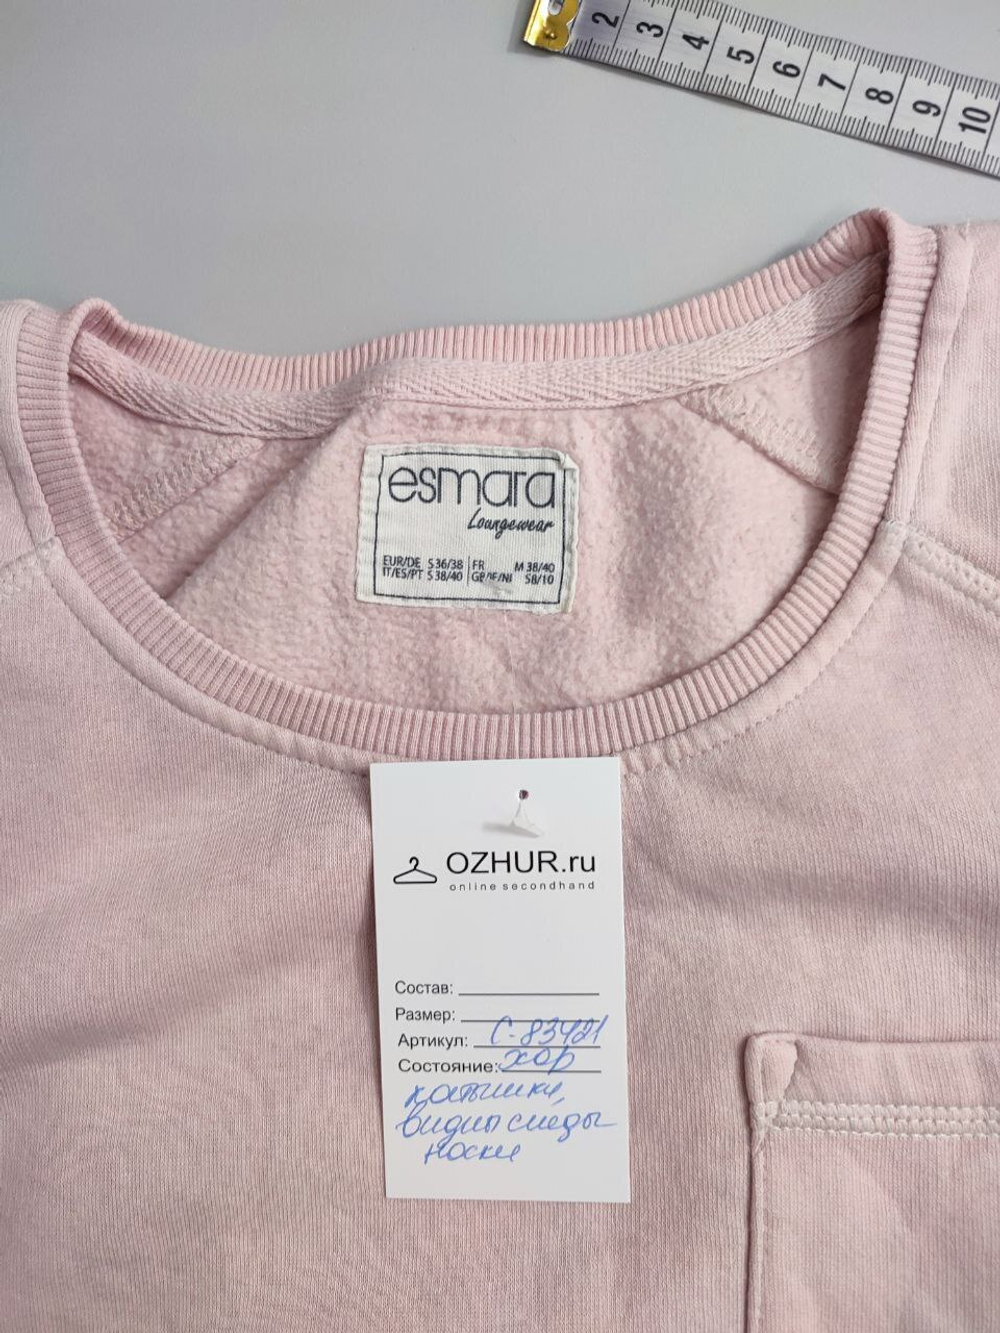 2 3 4 5 6 7 8 9 10
esmara
Loungewear
EUR/DE S 36/38 FR M 38/40
IT/ES/PT S 38/40 GB/IE/NI S8/10
OZHUR.ru
online secondhand
Состав:
Размер:
Артикул: С-83421
Состояние: хор
катышки,
видны следы
носки